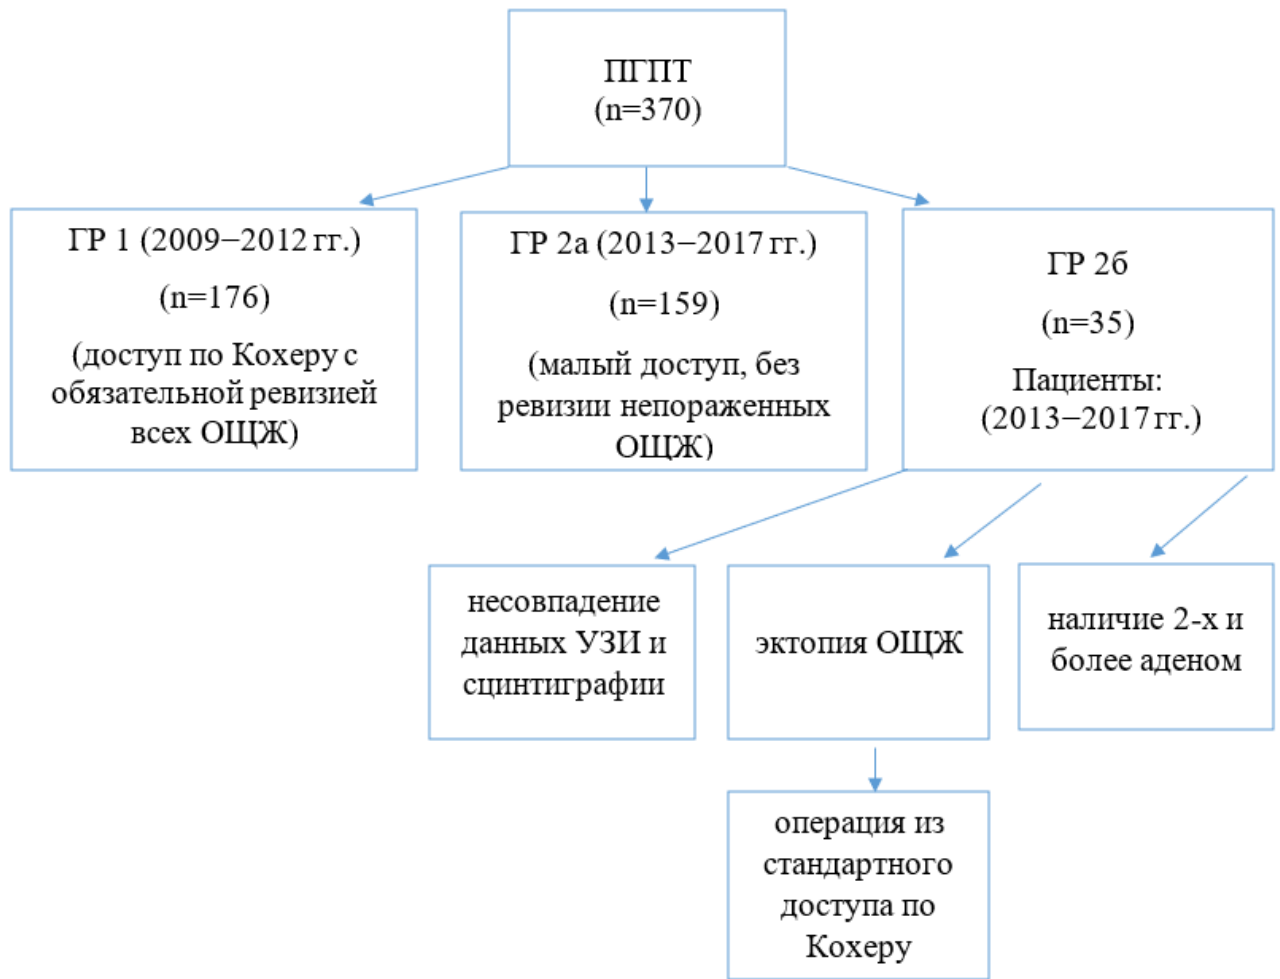 ПГПТ
(n=370)
ГР 1 (2009–2012 гг.)
(n=176)
(доступ по Кохеру с
обязательной ревизией
всех ОЩЖ)
ГР 2а (2013–2017 гг.)
(n=159)
(малый доступ, без
ревизии непораженных
ОЩЖ)
ГР 2б
(n=35)
Пациенты:
(2013–2017 гг.)
несовпадение
данных УЗИ и
сцинтиграфии
эктопия ОЩЖ
наличие 2-х и
более аденом
операция из
стандартного
доступа по
Кохеру